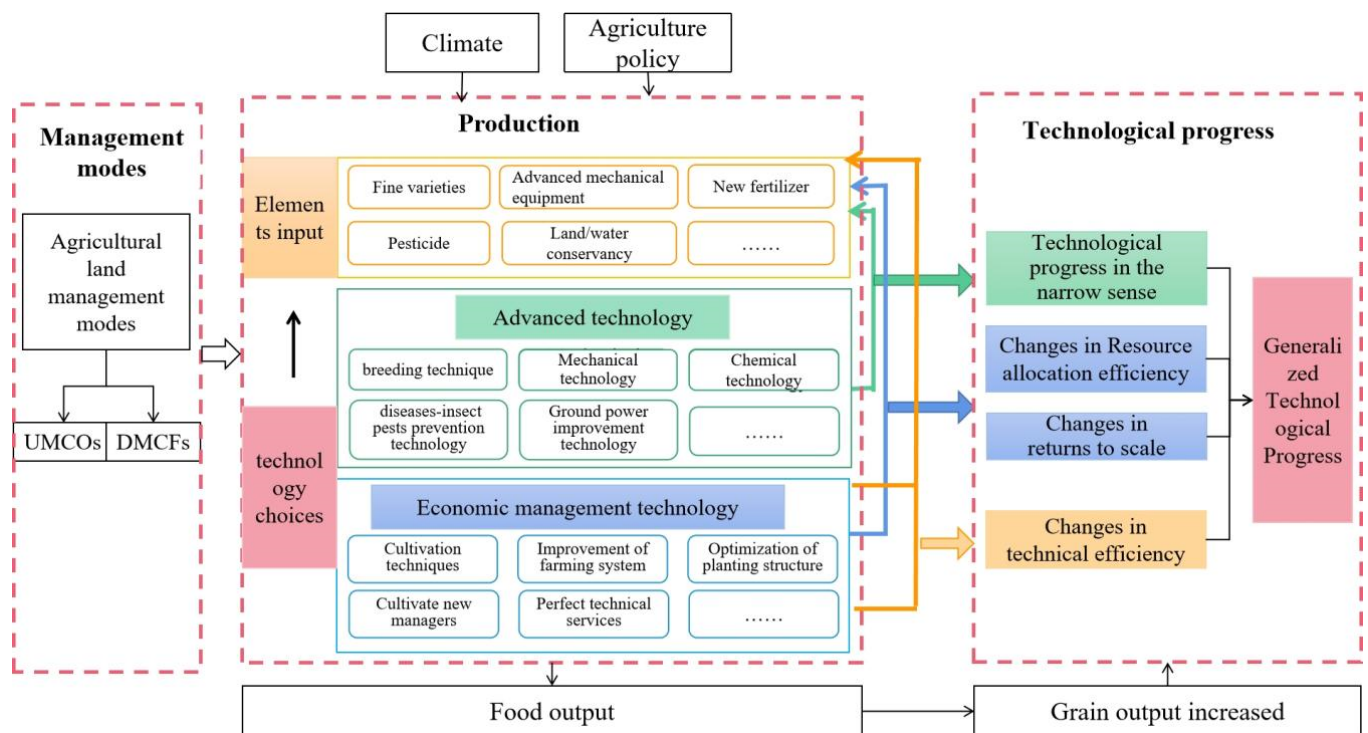 Climate
Agriculture
policy
Management
modes
Agricultural
land
management
modes
UMCOs
DMCFs
Production
Elemen
ts input
Fine varieties
Advanced mechanical
equipment
New fertilizer
Pesticide
Land/water
conservancy
……
technol
ogy
choices
Advanced technology
breeding technique
Mechanical
technology
Chemical
technology
diseases-insect
pests prevention
technology
Ground power
improvement
technology
……
Economic management technology
Cultivation
techniques
Improvement of
farming system
Optimization of
planting structure
Cultivate new
managers
Perfect technical
services
……
Technological progress
Technological
progress in the
narrow sense
Changes in Resource
allocation efficiency
Changes in
returns to scale
Changes in
technical efficiency
Generali
zed
Technol
ogical
Progress
Food output
Grain output increased